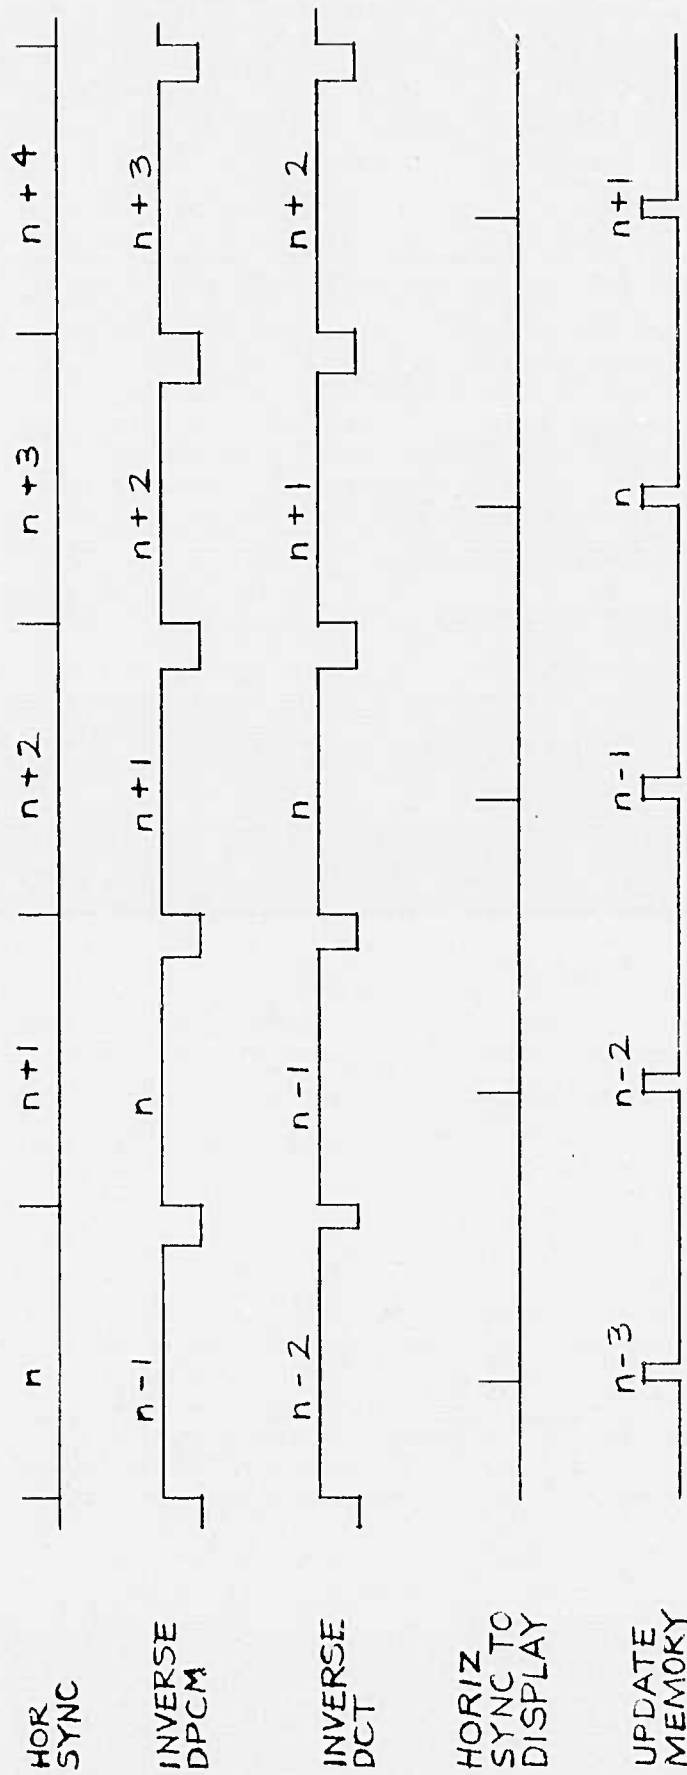 HOR
SYNC
n
n+1
n+2
n+3
n+4
INVERSE
DPCM
n-1
n
n+1
n+2
n+3
INVERSE
DCT
n-2
n-1
n
n+1
n+2
HORIZ
SYNC TO
DISPLAY
UPDATE
MEMORY
n-3
n-2
n-1
n
n+1